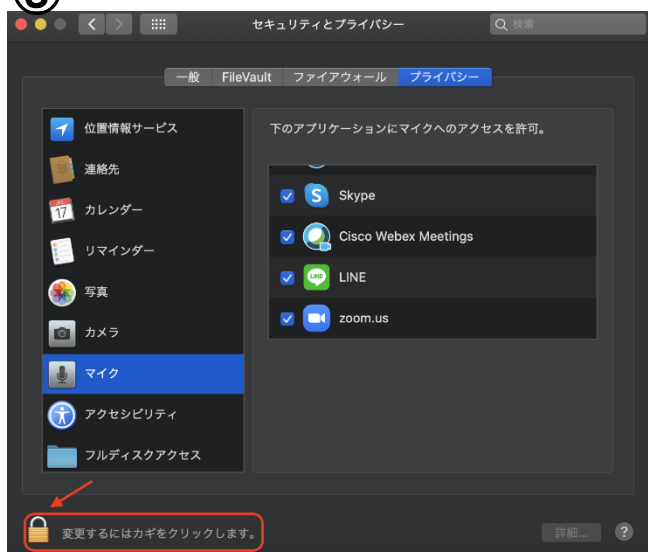 セキュリティとプライバシー
検索
一般
FileVault
ファイアウォール
プライバシー
位置情報サービス
連絡先
カレンダー
リマインダー
写真
カメラ
マイク
アクセシビリティ
フルディスクアクセス
下のアプリケーションにマイクへのアクセスを許可。
Skype
Cisco Webex Meetings
LINE
zoom.us
変更するにはカギをクリックします。
詳細...
?